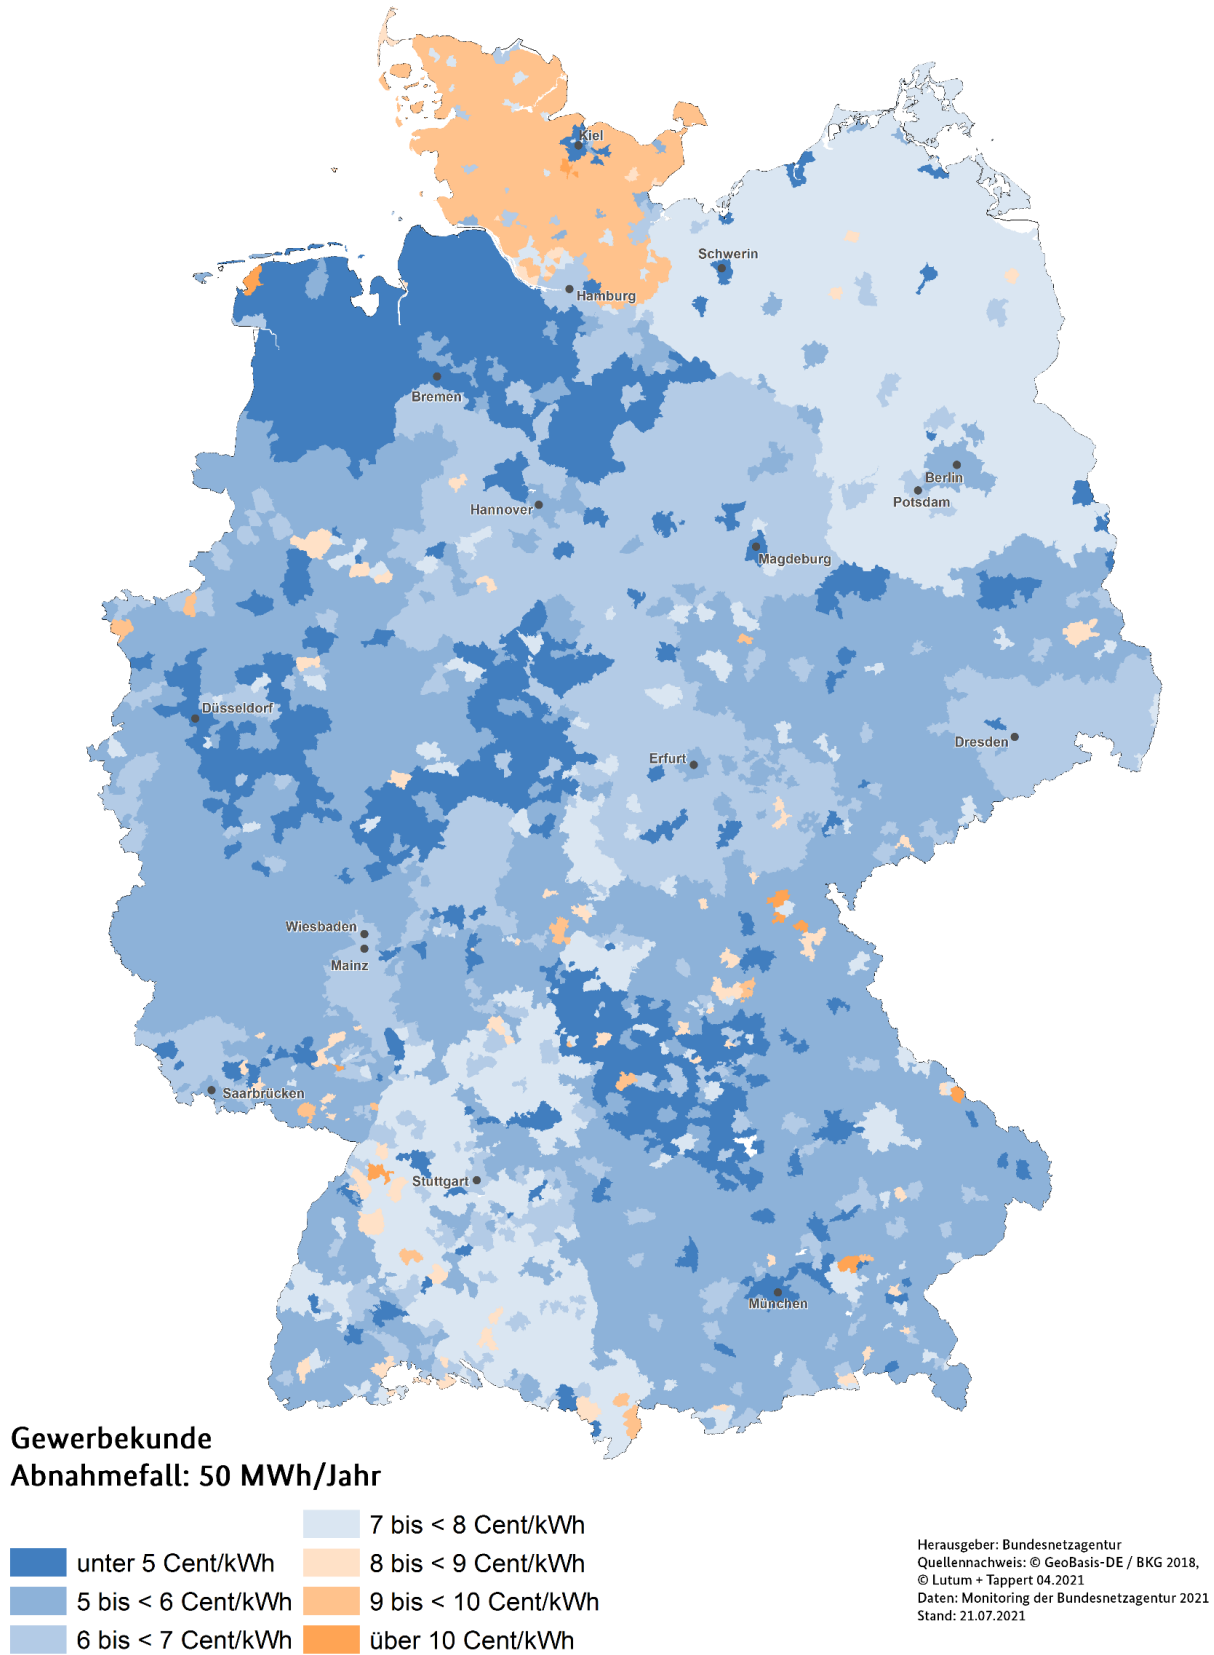 Kiel
Schwerin
Hamburg
Bremen
Berlin
Potsdam
Hannover
Magdeburg
Düsseldorf
Dresden
Erfurt
Wiesbaden
Mainz
Saarbrücken
Stuttgart
München
Gewerbekunde
Abnahmefall: 50 MWh/Jahr
unter 5 Cent/kWh
5 bis < 6 Cent/kWh
6 bis < 7 Cent/kWh
7 bis < 8 Cent/kWh
8 bis < 9 Cent/kWh
9 bis < 10 Cent/kWh
über 10 Cent/kWh
Herausgeber: Bundesnetzagentur
Quellennachweis: © GeoBasis-DE / BKG 2018,
© Lutum + Tappert 04.2021
Daten: Monitoring der Bundesnetzagentur 2021
Stand: 21.07.2021